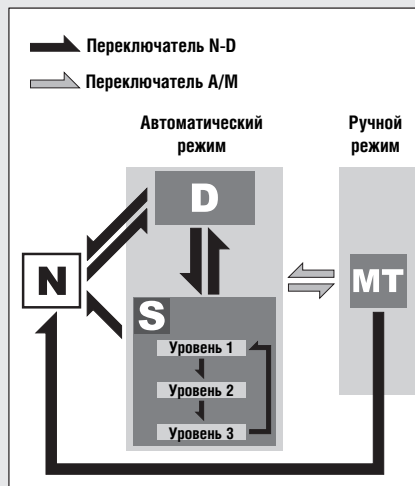 Переключатель N-D
Переключатель A/M
Автоматический
режим
Ручной
режим
D
N
MT
S
Уровень 1
Уровень 2
Уровень 3